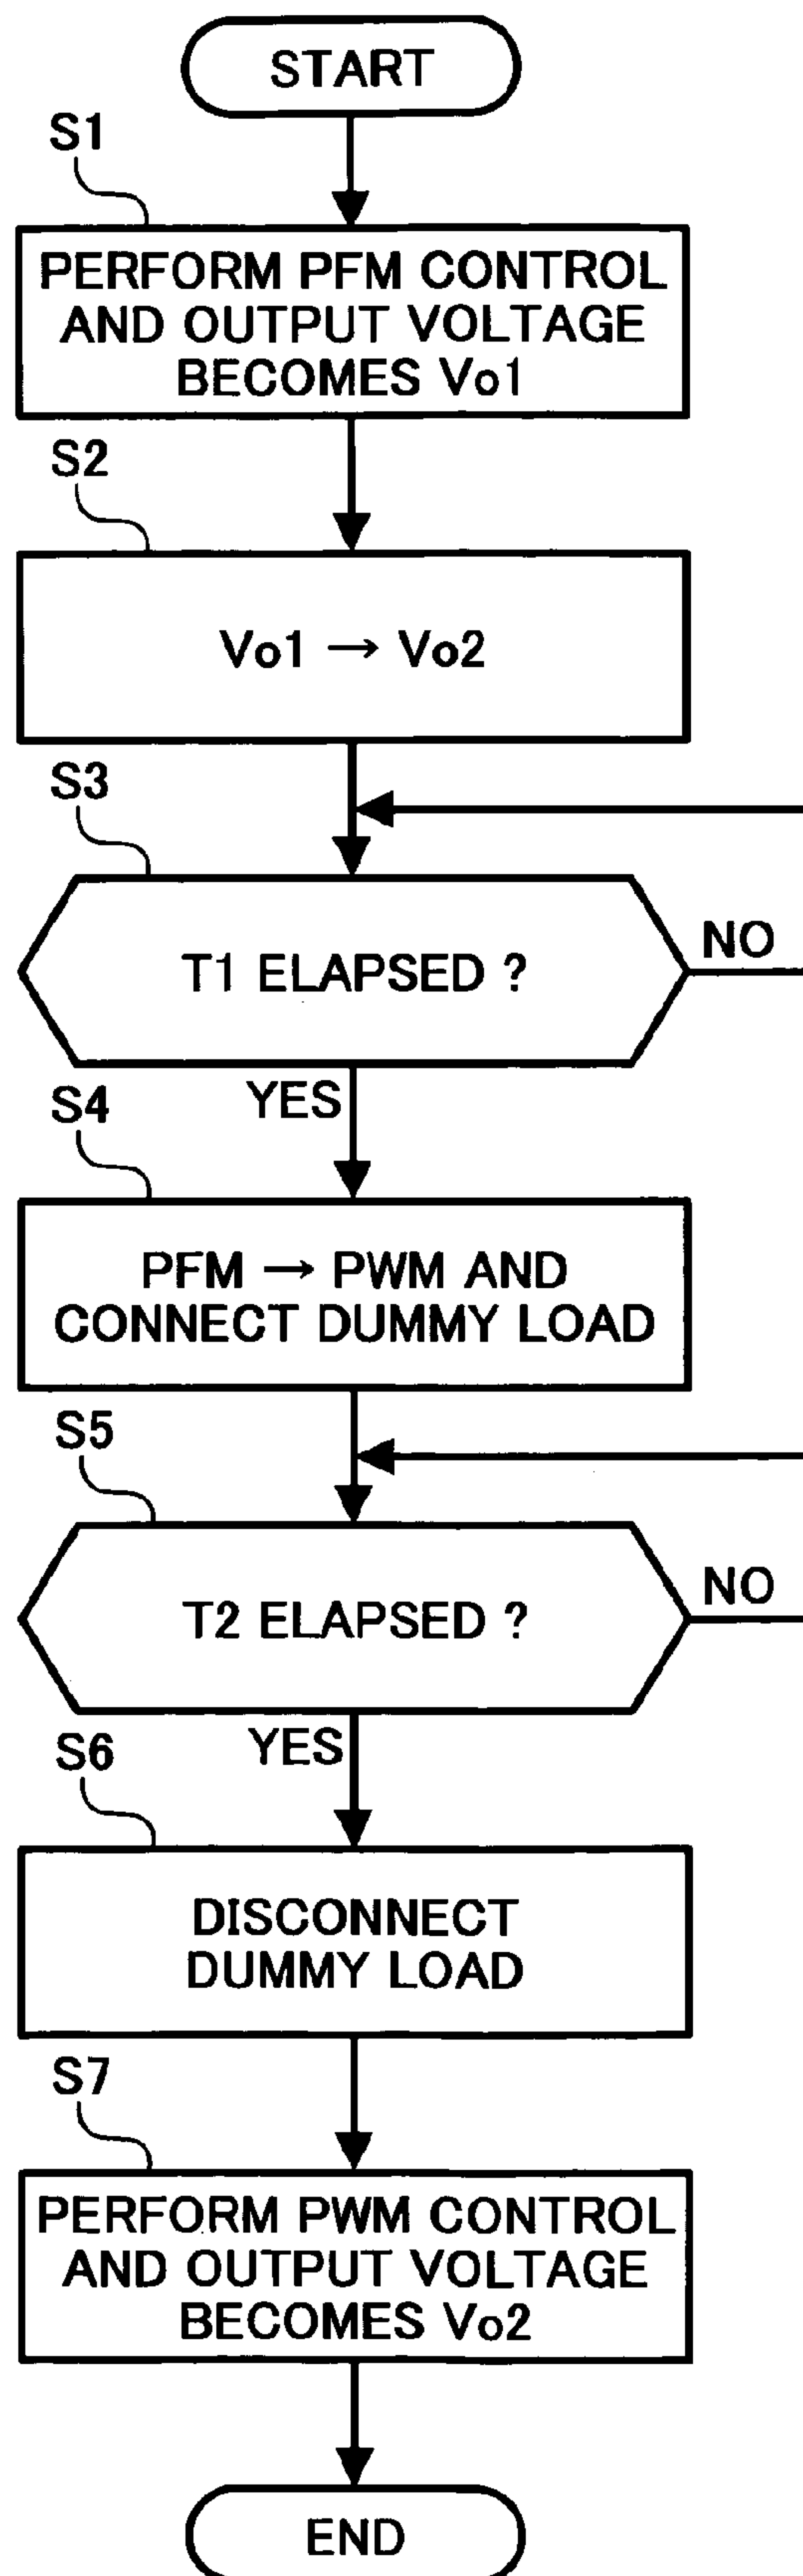 START
S1
PERFORM PFM CONTROL
AND OUTPUT VOLTAGE
BECOMES Vo1
S2
Vo1 → Vo2
S3
T1 ELAPSED ?
NO
YES
S4
PFM → PWM AND
CONNECT DUMMY LOAD
S5
T2 ELAPSED ?
NO
YES
S6
DISCONNECT
DUMMY LOAD
S7
PERFORM PWM CONTROL
AND OUTPUT VOLTAGE
BECOMES Vo2
END